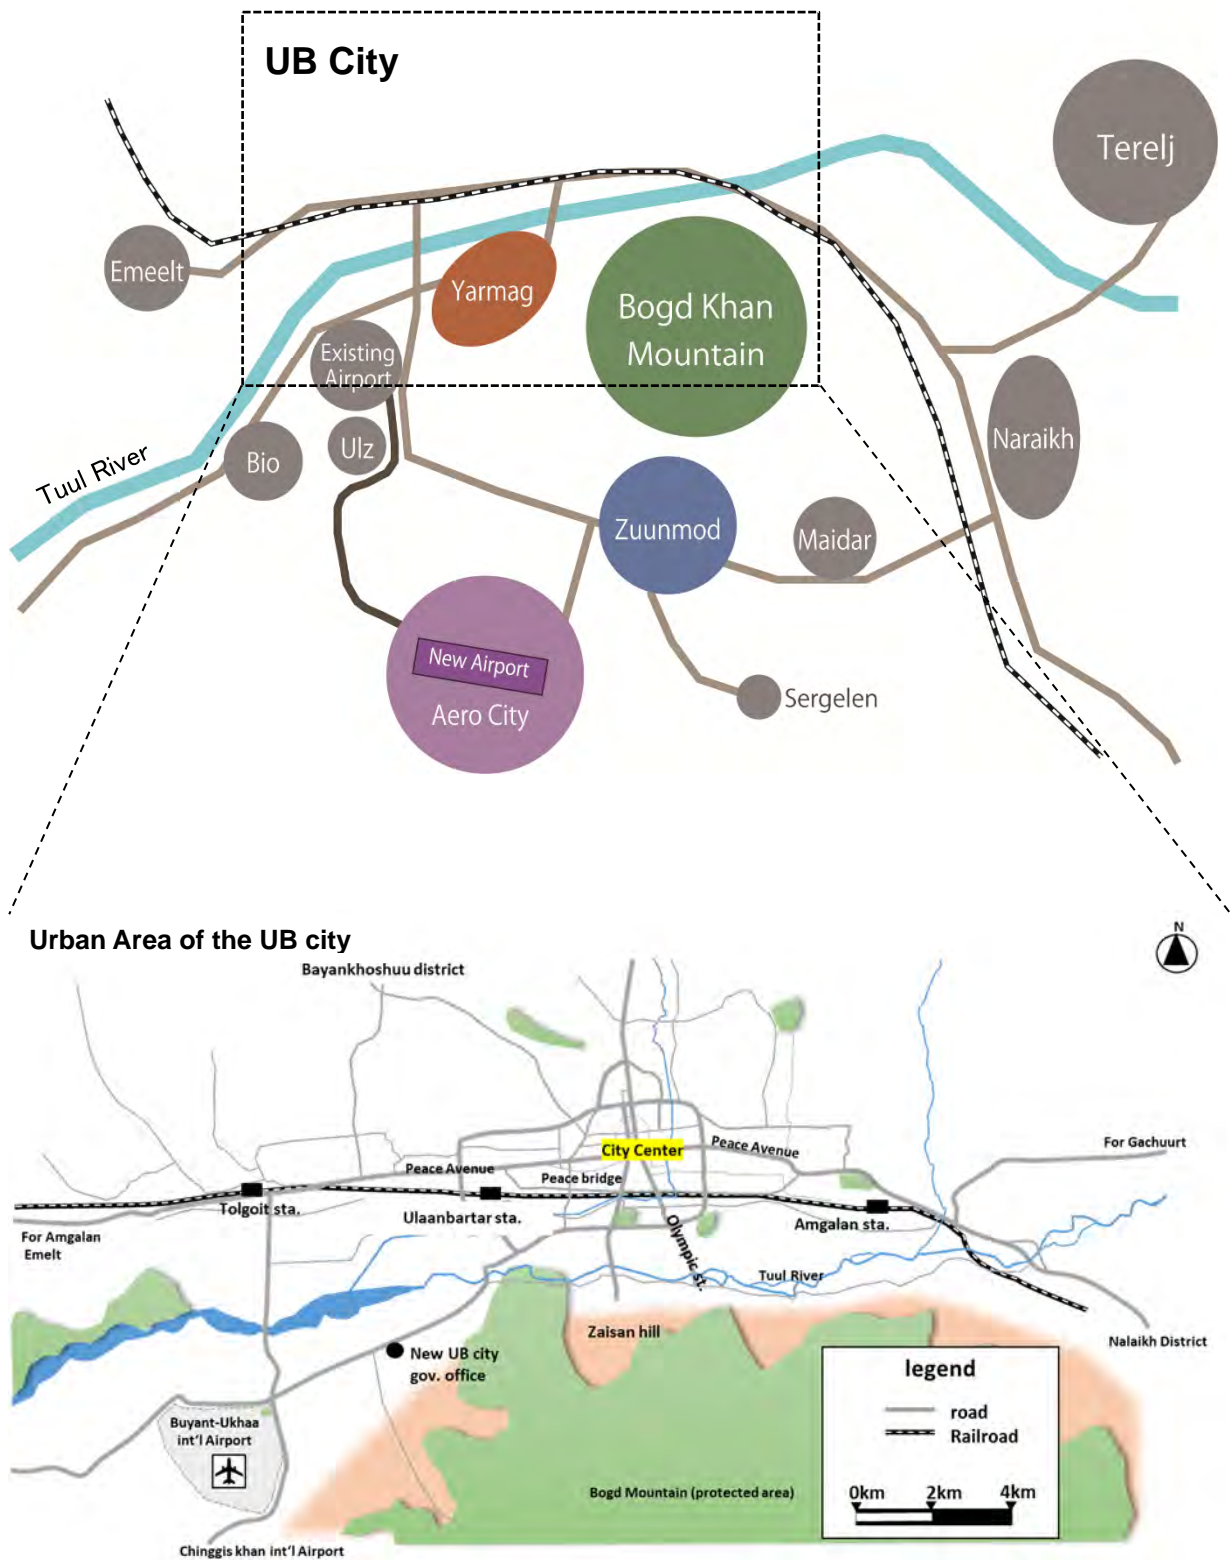 UB City
Terelj
Emeelt
Yarmag
Bogd Khan
Mountain
Existing
Airport
Ulz
Bio
Tuul River
Naraikh
Zuunmod
Maidar
New Airport
Aero City
Sergelen
Urban Area of the UB city
N
Bayankhoshuu district
City Center
Peace Avenue
For Gachuurt
Peace Avenue
Peace bridge
Tolgoit sta.
Ulaanbartar sta.
Olympic st.
Amgalan sta.
For Amgalan
Emelt
Tuul River
Zaisan hill
Nalaikh District
New UB city
gov. office
legend
road
Railroad
0km
2km
4km
Buyant-Ukhaa
int'l Airport
Bogd Mountain (protected area)
Chinggis khan int'l Airport